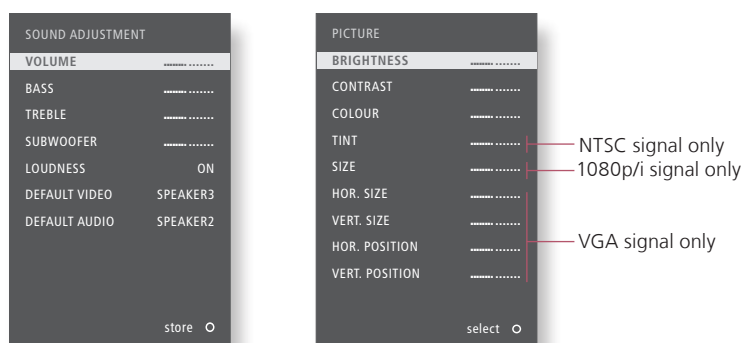 SOUND ADJUSTMENT
VOLUME
BASS
TREBLE
SUBWOOFER
LOUDNESS ON
DEFAULT VIDEO SPEAKER3
DEFAULT AUDIO SPEAKER2
store
PICTURE
BRIGHTNESS
CONTRAST
COLOUR
TINT
SIZE
HOR. SIZE
VERT. SIZE
HOR. POSITION
VERT. POSITION
select
NTSC signal only
1080p/i signal only
VGA signal only